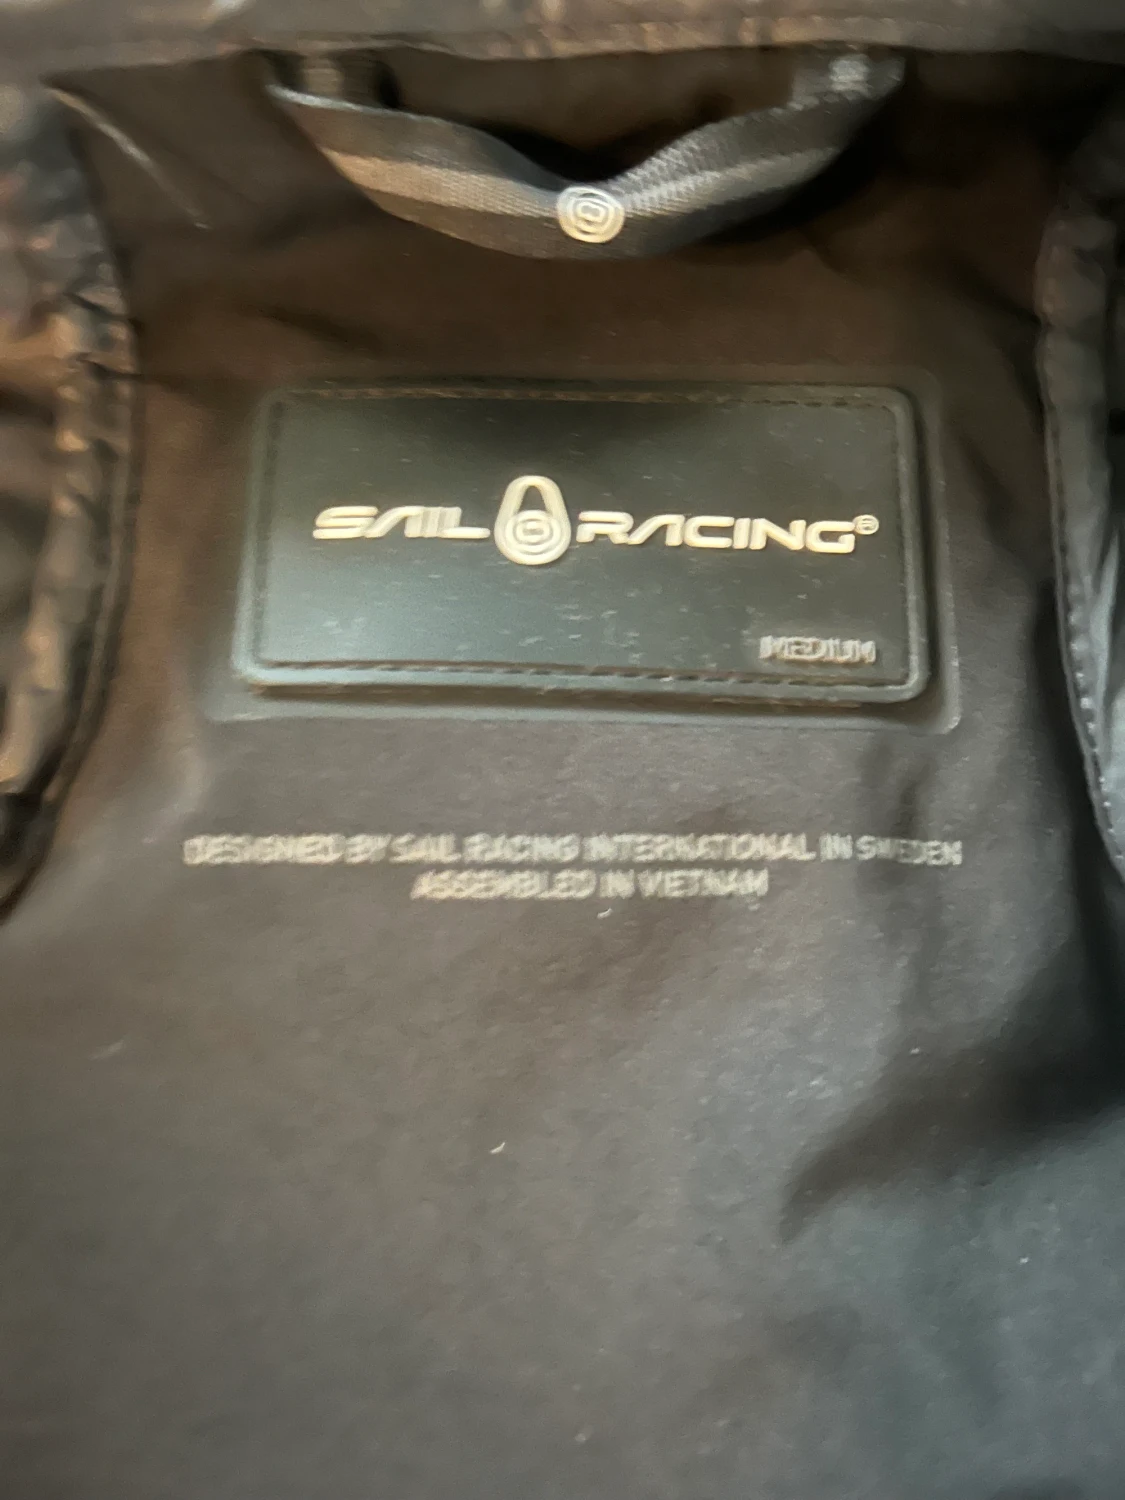 SAIL RACING®
MEDIUM
DESIGNED BY SAIL RACING INTERNATIONAL IN SWEDEN
ASSEMBLED IN VIETNAM